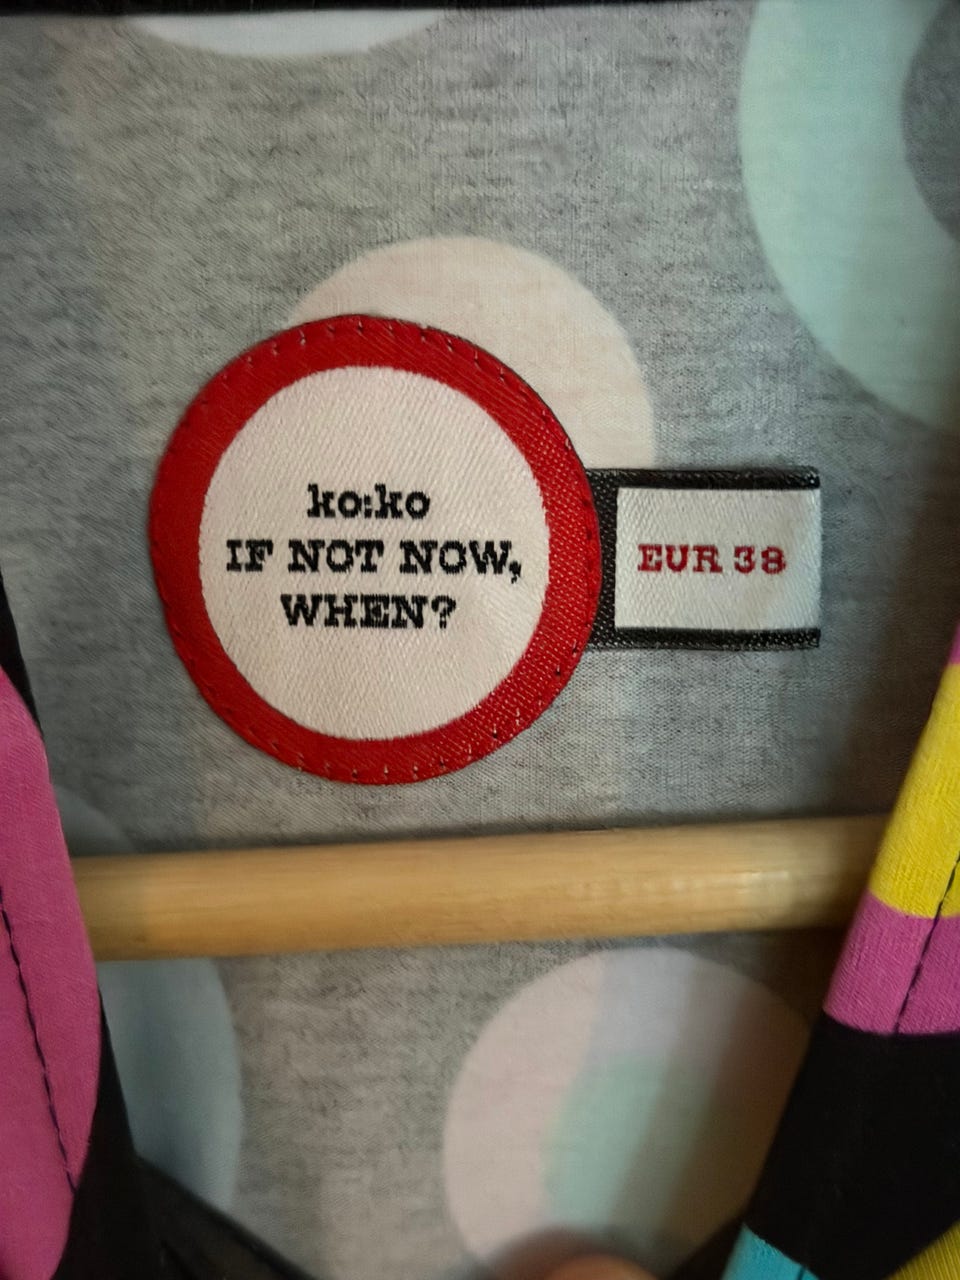 ko:ko
IF NOT NOW,
WHEN?
EUR 38